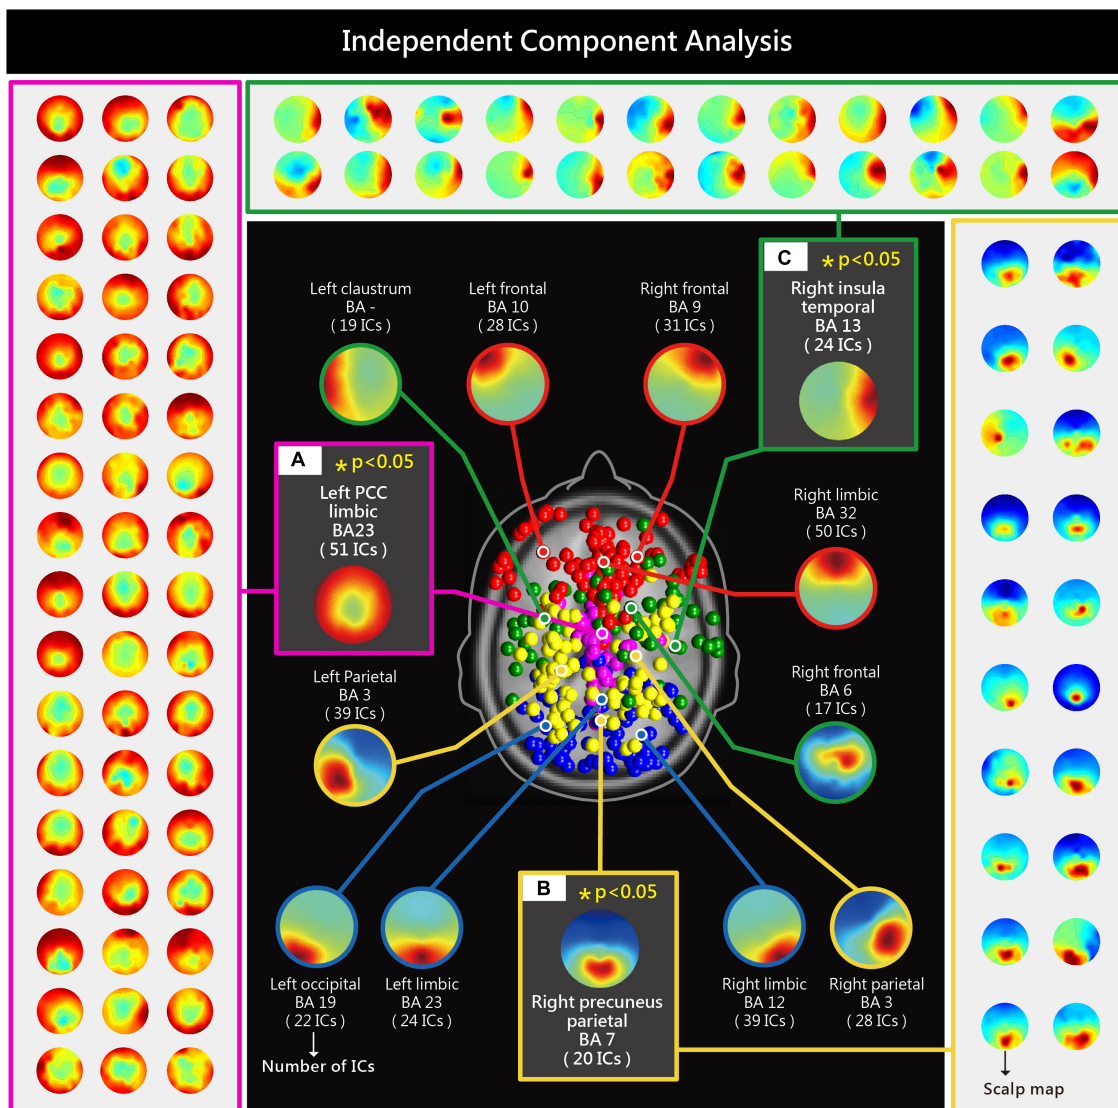 Independent Component Analysis
C
* p<0.05
Right insula
temporal
BA 13
( 24 ICs )
Left claustrum
BA -
( 19 ICs )
Left frontal
BA 10
( 28 ICs )
Right frontal
BA 9
( 31 ICs )
A
* p<0.05
Left PCC
limbic
BA23
( 51 ICs )
Right limbic
BA 32
( 50 ICs )
Left Parietal
BA 3
( 39 ICs )
Right frontal
BA 6
( 17 ICs )
B
* p<0.05
Right precuneus
parietal
BA 7
( 20 ICs )
Left occipital
BA 19
( 22 ICs )
Number of ICs
Left limbic
BA 23
( 24 ICs )
Right limbic
BA 12
( 39 ICs )
Right parietal
BA 3
( 28 ICs )
Scalp map